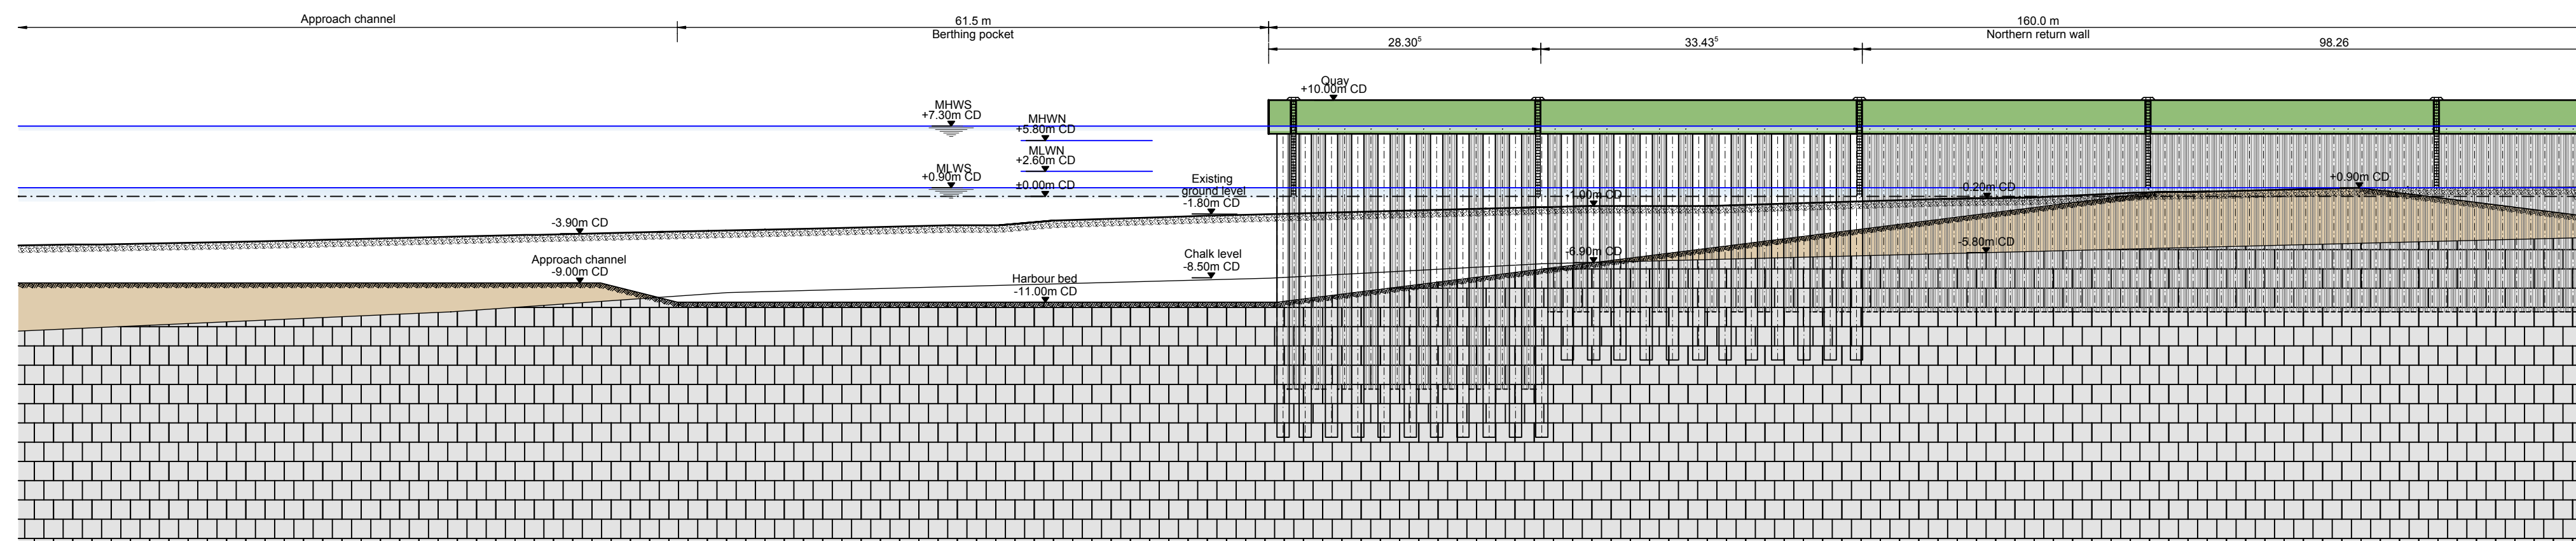 Approach channel
61.5 m
Berthing pocket
160.0 m
Northern return wall
28.30⁵
33.43⁵
98.26
Quay
+10.00m CD
MHWS
+7.30m CD
MHWN
+5.80m CD
MLWN
+2.60m CD
MLWS
+0.90m CD
±0.00m CD
Existing
ground level
-1.80m CD
-1.00m CD
0.20m CD
+0.90m CD
-3.90m CD
Approach channel
-9.00m CD
Chalk level
-8.50m CD
Harbour bed
-11.00m CD
-6.90m CD
-5.80m CD